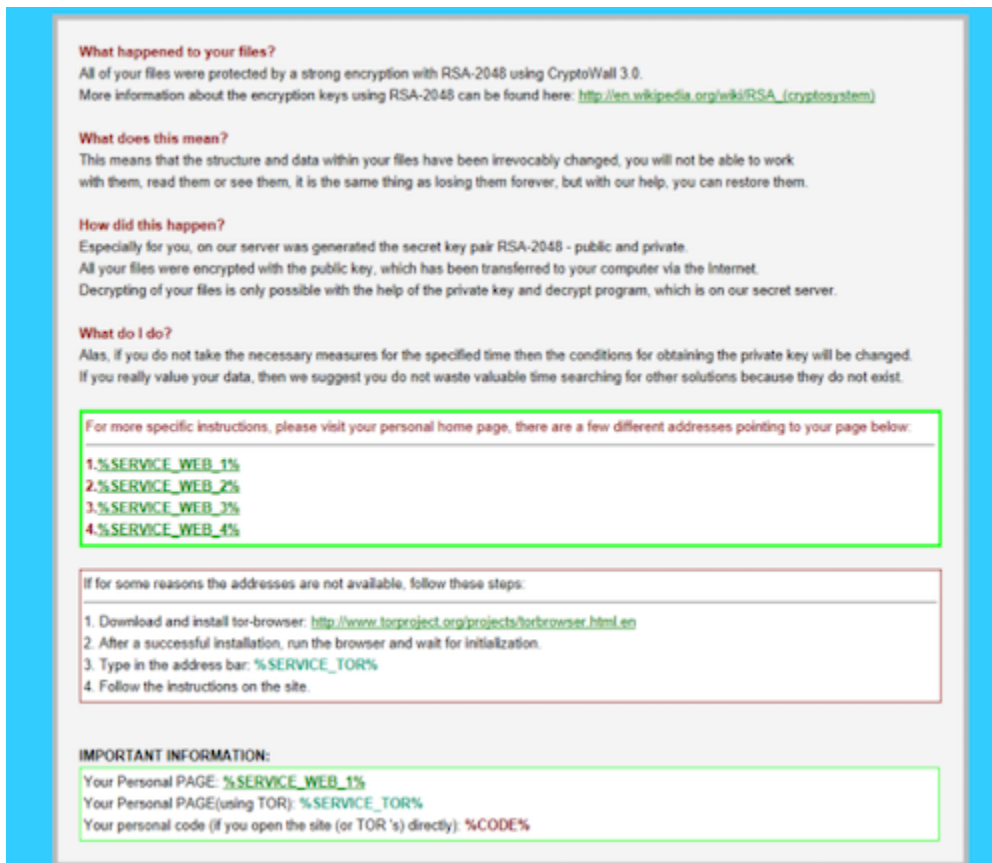 What happened to your files?
All of your files were protected by a strong encryption with RSA-2048 using CryptoWall 3.0.
More information about the encryption keys using RSA-2048 can be found here: http://en.wikipedia.org/wiki/RSA_(cryptosystem)
What does this mean?
This means that the structure and data within your files have been irrevocably changed, you will not be able to work
with them, read them or see them, it is the same thing as losing them forever, but with our help, you can restore them.
How did this happen?
Especially for you, on our server was generated the secret key pair RSA-2048 - public and private.
All your files were encrypted with the public key, which has been transferred to your computer via the Internet.
Decrypting of your files is only possible with the help of the private key and decrypt program, which is on our secret server.
What do I do?
Alas, if you do not take the necessary measures for the specified time then the conditions for obtaining the private key will be changed.
If you really value your data, then we suggest you do not waste valuable time searching for other solutions because they do not exist.
For more specific instructions, please visit your personal home page, there are a few different addresses pointing to your page below:
1.%SERVICE_WEB_1%
2.%SERVICE_WEB_2%
3.%SERVICE_WEB_3%
4.%SERVICE_WEB_4%
If for some reasons the addresses are not available, follow these steps:
1. Download and install tor-browser: http://www.torproject.org/projects/torbrowser.html.en
2. After a successful installation, run the browser and wait for initialization.
3. Type in the address bar: %SERVICE_TOR%
4. Follow the instructions on the site.
IMPORTANT INFORMATION:
Your Personal PAGE: %SERVICE_WEB_1%
Your Personal PAGE(using TOR): %SERVICE_TOR%
Your personal code (if you open the site (or TOR 's) directly): %CODE%